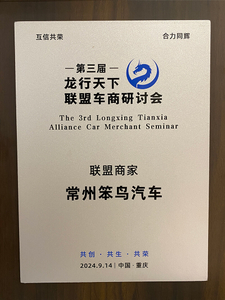 互信共荣 合力同辉
第三届
龙行天下
联盟车商研讨会
The 3rd Longxing Tianxia
Alliance Car Merchant Seminar
联盟商家
常州笨鸟汽车
共创·共生·共荣
2024.9.14 | 中国·重庆